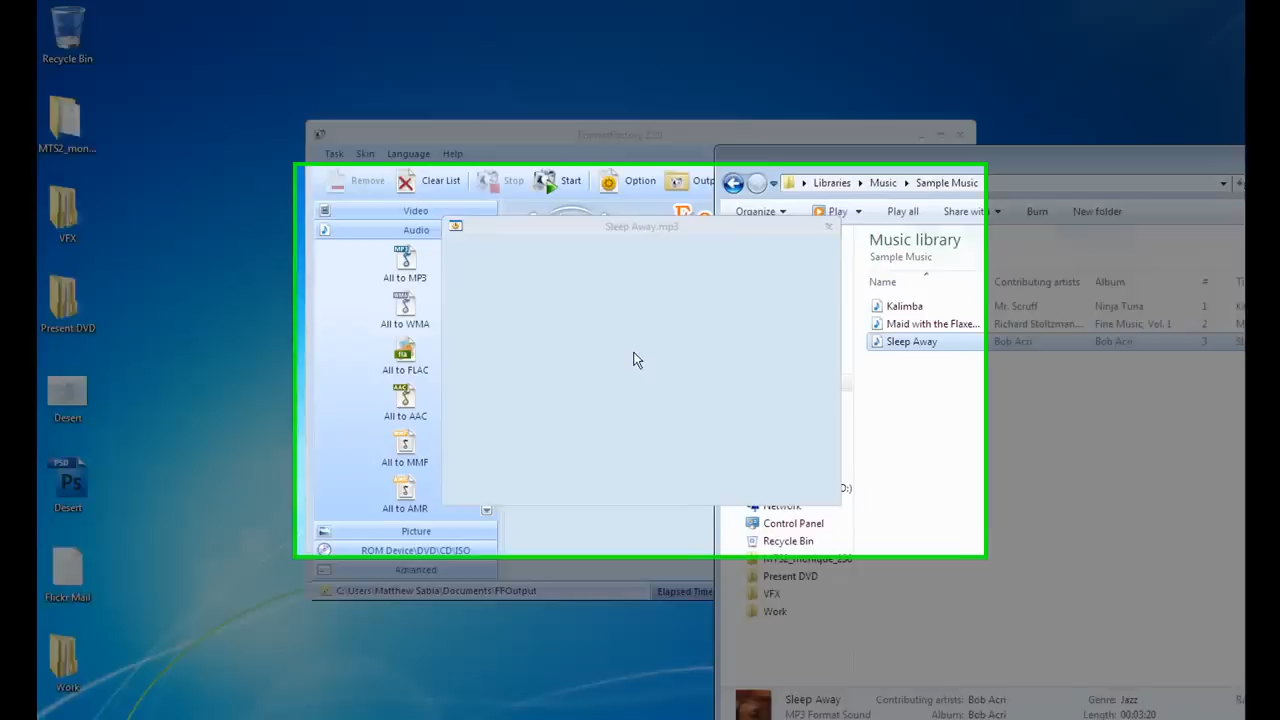 Recycle Bin
MTS2_mon...
VFX
Present DVD
Desert
PSD
Ps
Desert
Flickr Mail
Work
FormatFactory 2.20
Task Skin Language Help
Remove Clear List Stop Start Option Outp
Video
Audio
MP3
All to MP3
WMA
All to WMA
fla
All to FLAC
AAC
All to AAC
All to MMF
All to AMR
Picture
ROM Device\DVD\CD\ISO
Advanced
C:\Users\Matthew Sabia\Documents\FFOutput
Elapsed Time
Sleep Away.mp3
Libraries Music Sample Music
Organize Play Play all Share with Burn New folder
Music library
Sample Music
Name Contributing artists Album #
Kalimba Mr. Scruff Ninja Tuna 1
Maid with the Flaxe... Richard Stoltzman... Fine Music, Vol. 1 2
Sleep Away Bob Acri Bob Acri 3
D:)
Network
Control Panel
Recycle Bin
Present DVD
VFX
Work
Sleep Away Contributing artists: Bob Acri Genre: Jazz
MP3 Format Sound Album: Bob Acri Length: 00:03:20